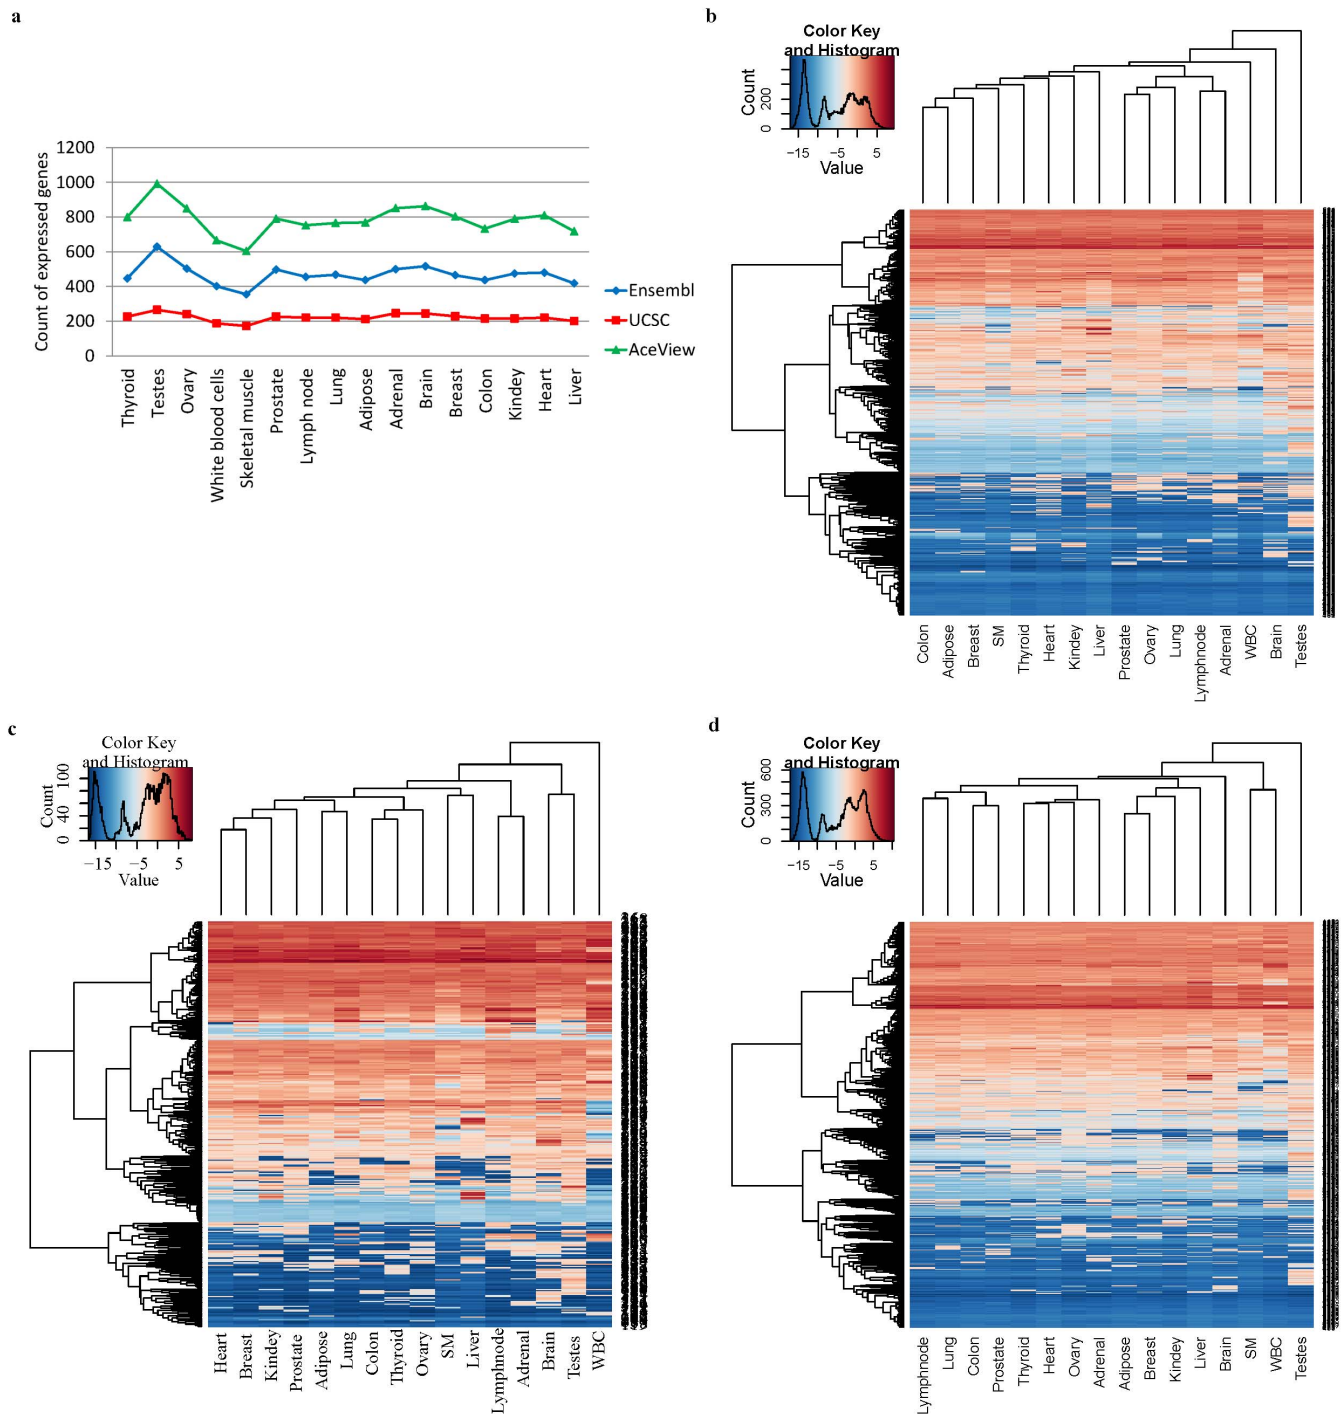 a
1200
1000
800
600
400
200
0
Count of expressed genes
Thyroid
Testes
Ovary
White blood cells
Skeletal muscle
Prostate
Lymph node
Lung
Adipose
Adrenal
Brain
Breast
Colon
Kindey
Heart
Liver
Ensembl
UCSC
AceView
b
Color Key
and Histogram
Count
0 200
−15 −5 5
Value
Colon
Adipose
Breast
SM
Thyroid
Heart
Kindey
Liver
Prostate
Ovary
Lung
Lymphnode
Adrenal
WBC
Brain
Testes
c
Color Key
and Histogram
Count
0 40 100
−15 −5 5
Value
Heart
Breast
Kindey
Prostate
Adipose
Lung
Colon
Thyroid
Ovary
SM
Liver
Lymphnode
Adrenal
Brain
Testes
WBC
d
Color Key
and Histogram
Count
0 300 600
−15 −5 5
Value
Lymphnode
Lung
Colon
Prostate
Thyroid
Heart
Ovary
Adrenal
Adipose
Breast
Kindey
Liver
Brain
SM
WBC
Testes